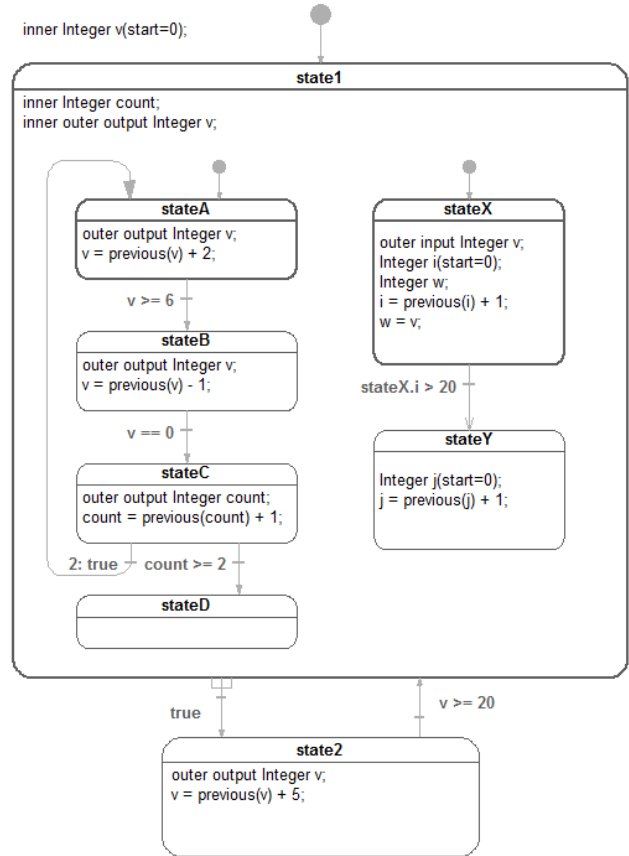 inner Integer v(start=0);
state1
inner Integer count;
inner outer output Integer v;
stateA
outer output Integer v;
v = previous(v) + 2;
v >= 6
stateB
outer output Integer v;
v = previous(v) - 1;
v == 0
stateC
outer output Integer count;
count = previous(count) + 1;
2: true
count >= 2
stateD
stateX
outer input Integer v;
Integer i(start=0);
Integer w;
i = previous(i) + 1;
w = v;
stateX.i > 20
stateY
Integer j(start=0);
j = previous(j) + 1;
true
v >= 20
state2
outer output Integer v;
v = previous(v) + 5;